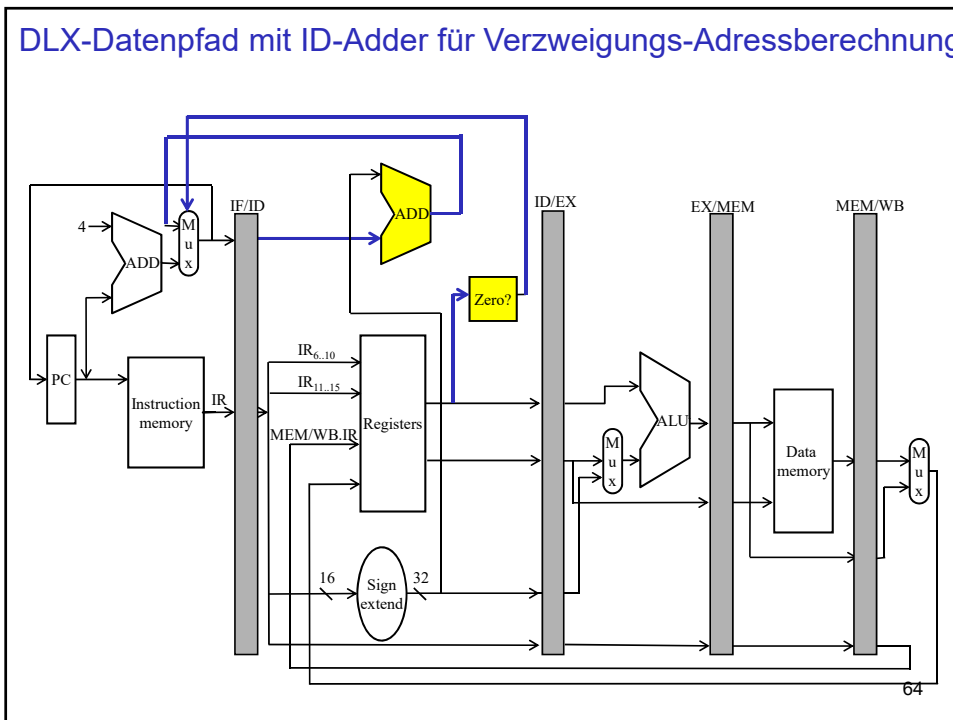 DLX-Datenpfad mit ID-Adder für Verzweigungs-Adressberechnung
IF/ID
ID/EX
EX/MEM
MEM/WB
4
ADD
M
u
x
ADD
Zero?
PC
Instruction
memory
IR
IR6..10
IR11..15
MEM/WB.IR
Registers
M
u
x
ALU
Data
memory
M
u
x
16
Sign
extend
32
64